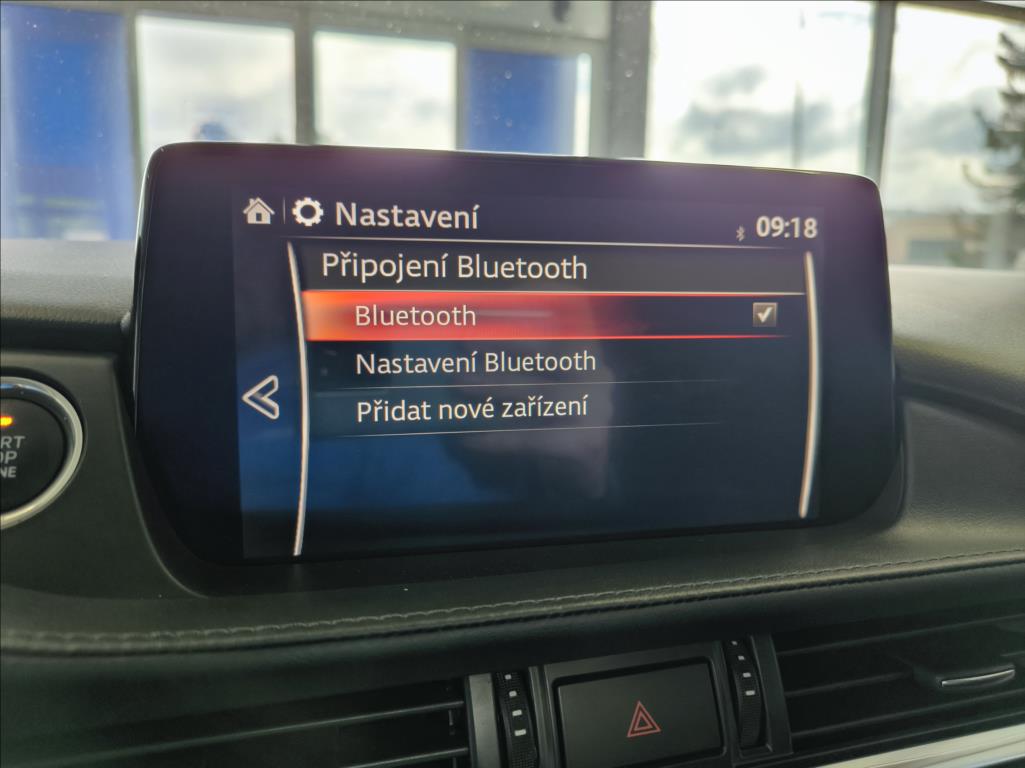 Nastavení
09:18
Připojení Bluetooth
Bluetooth
Nastavení Bluetooth
Přidat nové zařízení